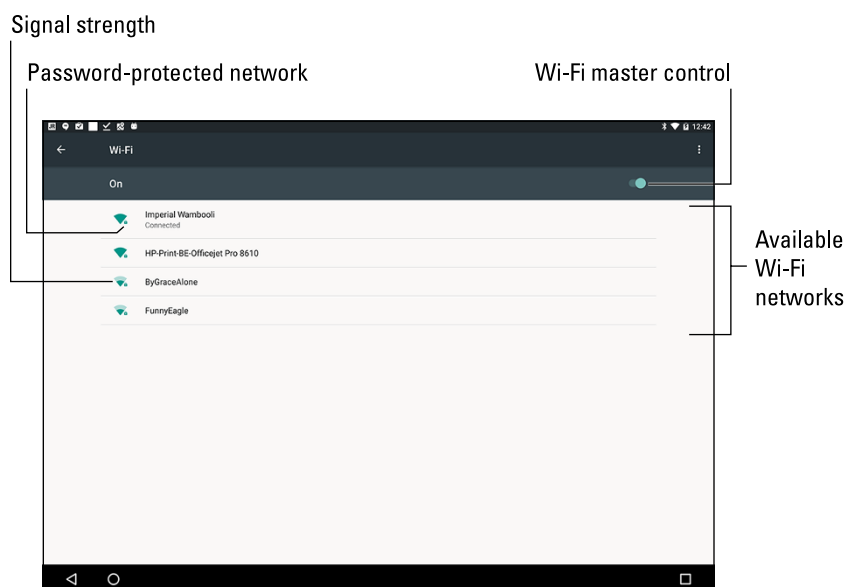 Signal strength
Password-protected network
Wi-Fi master control
12:42
Wi-Fi
On
Imperial Wambooli
Connected
HP-Print-BE-Officejet Pro 8610
ByGraceAlone
FunnyEagle
Available
Wi-Fi
networks